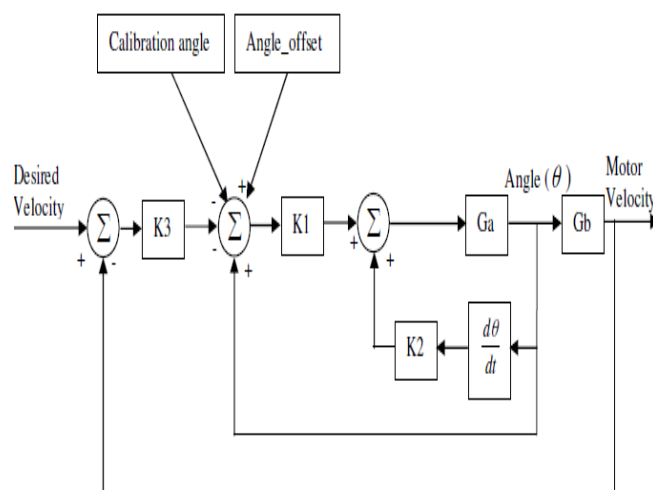 Calibration angle
Angle_offset
Desired
Velocity
Angle (θ)
Motor
Velocity
+
-
-
+
-
+
+
+
Σ
K3
Σ
K1
Σ
Ga
Gb
K2
dθ
dt